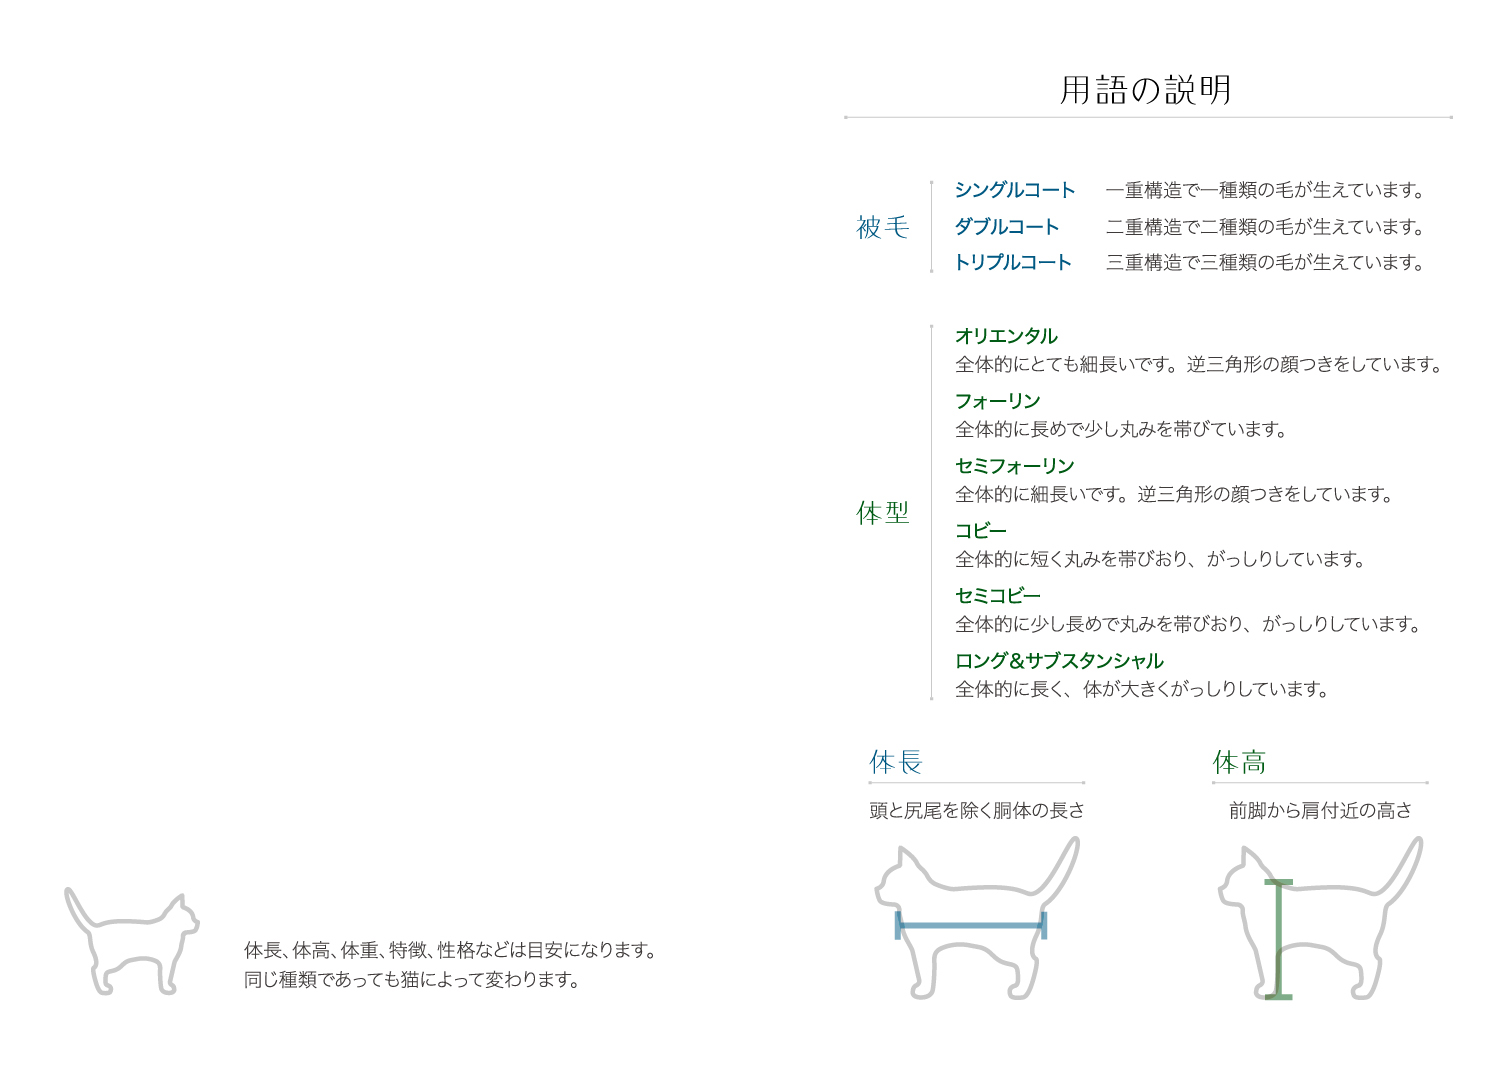 体長、体高、体重、特徴、性格などは目安になります。
同じ種類であっても猫によって変わります。
用語の説明
被毛
シングルコート 一重構造で一種類の毛が生えています。
ダブルコート 二重構造で二種類の毛が生えています。
トリプルコート 三重構造で三種類の毛が生えています。
体型
オリエンタル
全体的にとても細長いです。逆三角形の顔つきをしています。
フォーリン
全体的に長めで少し丸みを帯びています。
セミフォーリン
全体的に細長いです。逆三角形の顔つきをしています。
コビー
全体的に短く丸みを帯びおり、がっしりしています。
セミコビー
全体的に少し長めで丸みを帯びおり、がっしりしています。
ロング&サブスタンシャル
全体的に長く、体が大きくがっしりしています。
体長
頭と尻尾を除く胴体の長さ
体高
前脚から肩付近の高さ